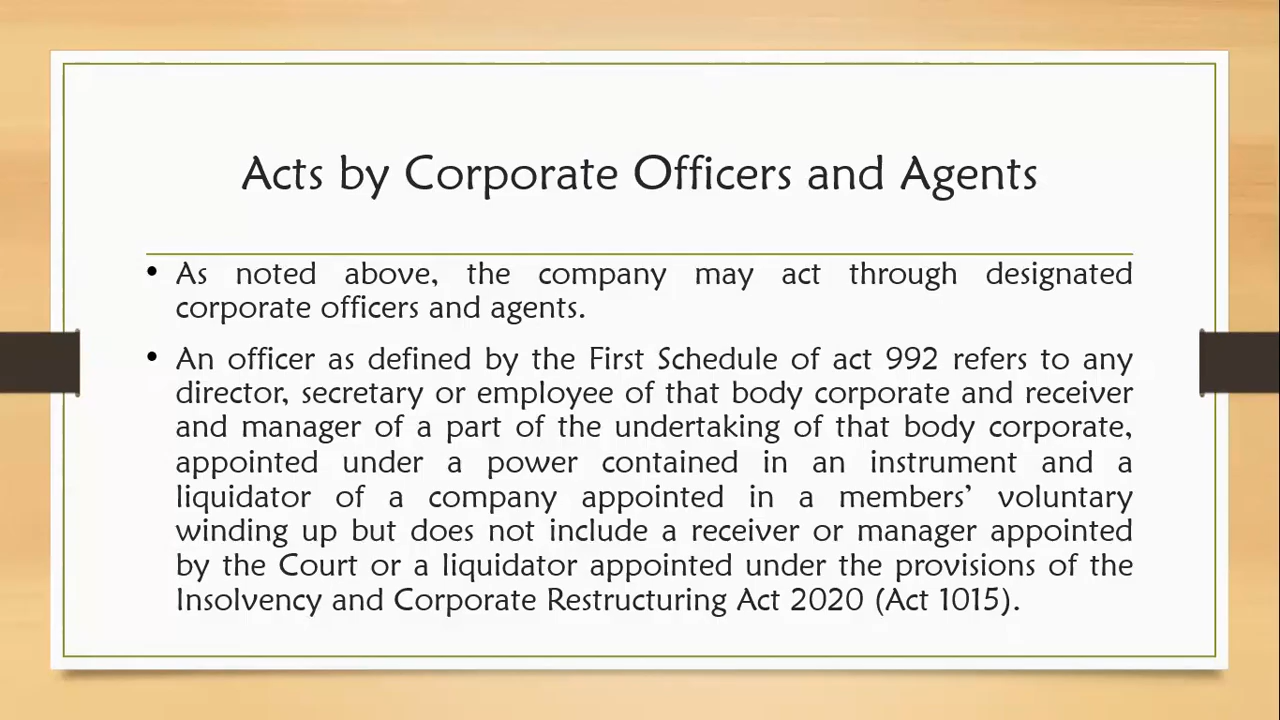 Acts by Corporate Officers and Agents
• As noted above, the company may act through designated
corporate officers and agents.
• An officer as defined by the First Schedule of act 992 refers to any
director, secretary or employee of that body corporate and receiver
and manager of a part of the undertaking of that body corporate,
appointed under a power contained in an instrument and a
liquidator of a company appointed in a members’ voluntary
winding up but does not include a receiver or manager appointed
by the Court or a liquidator appointed under the provisions of the
Insolvency and Corporate Restructuring Act 2020 (Act 1015).